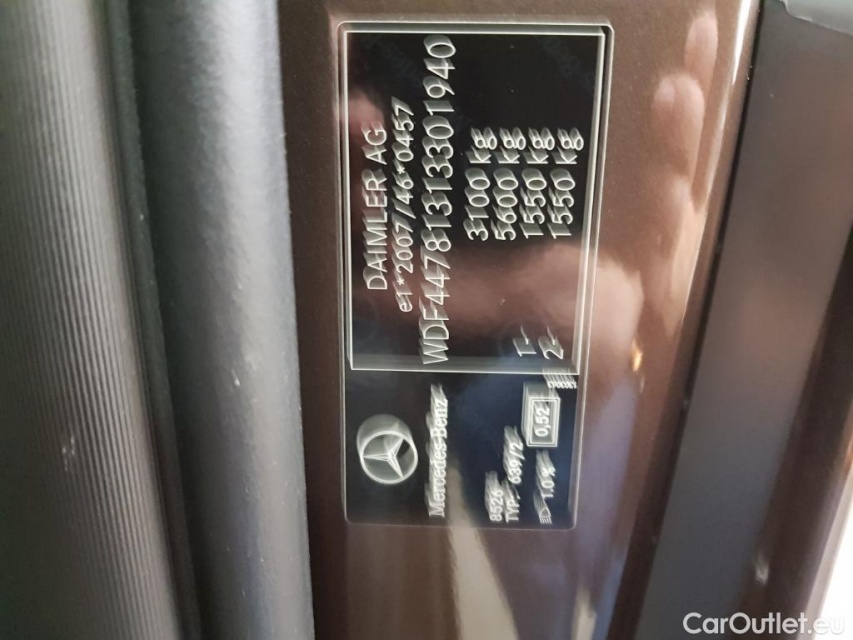 DAIMLER AG
e1*2007/46*0457
WDF44781313301940
3100 kg
5600 kg
1- 1550 kg
2- 1550 kg
Mercedes-Benz
8526
TYP: 639/2
1.0% 0,52
CarOutlet.eu